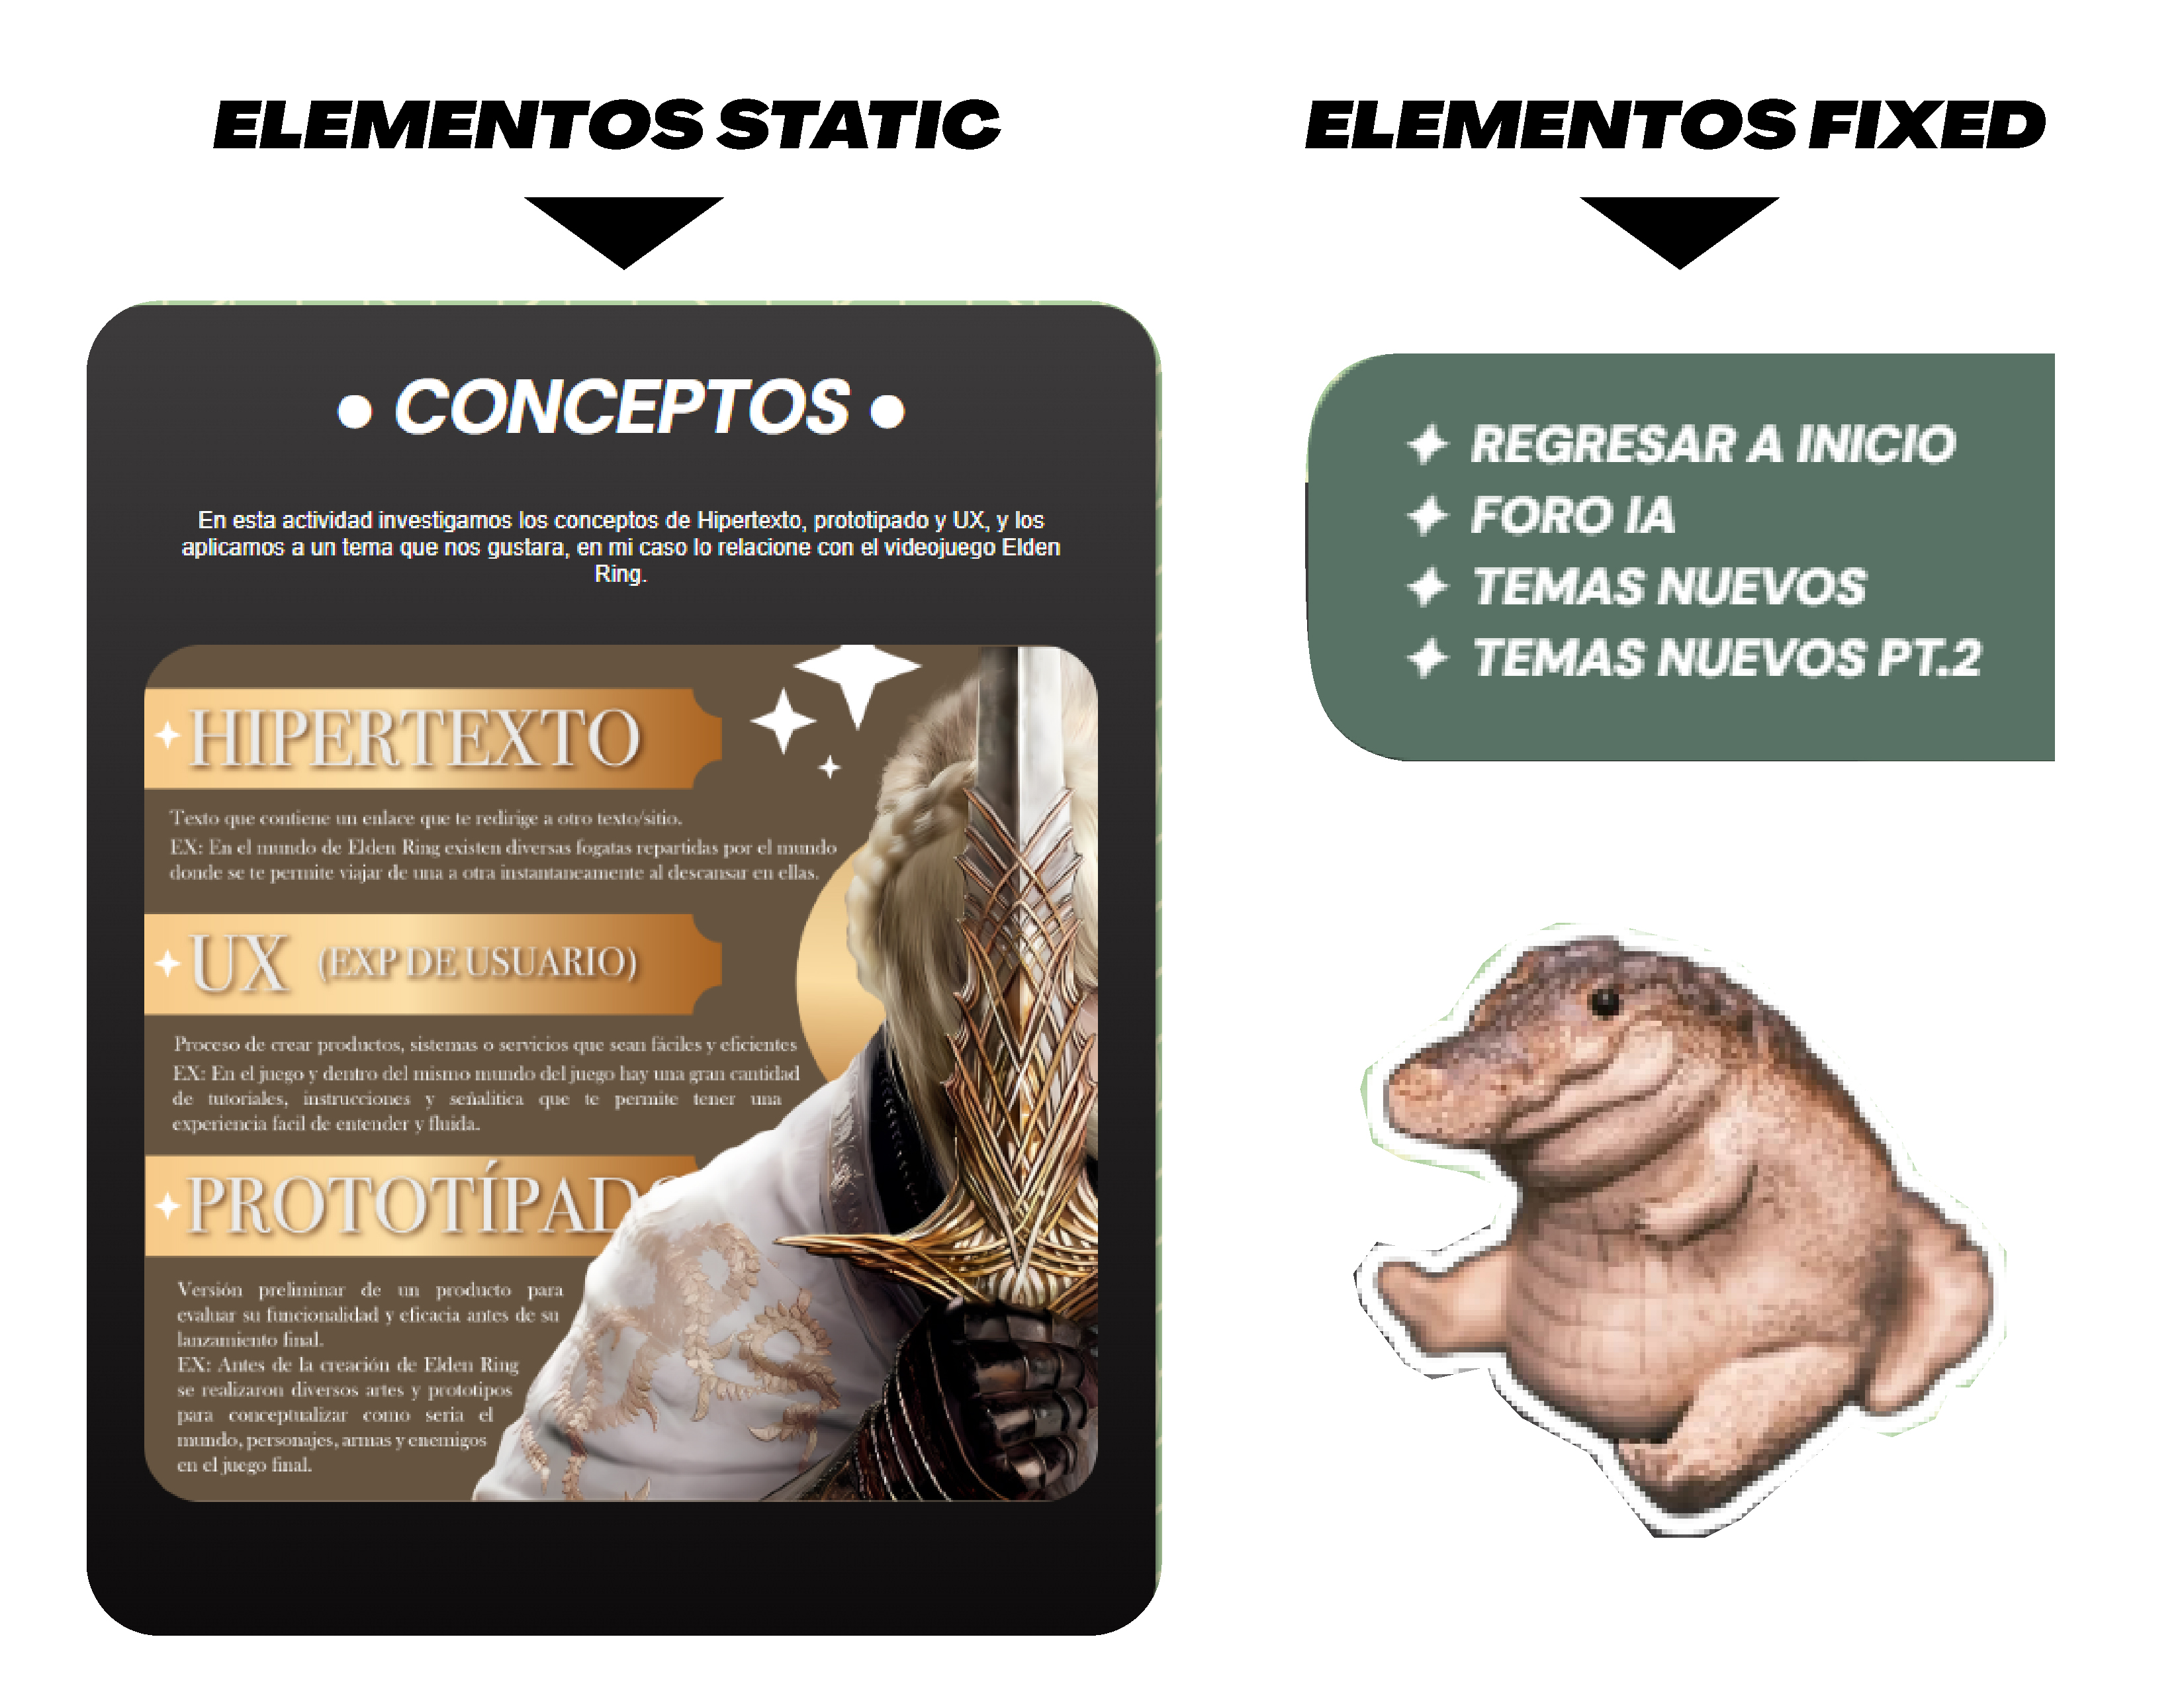 ELEMENTOS STATIC
ELEMENTOS FIXED
• CONCEPTOS •
En esta actividad investigamos los conceptos de Hipertexto, prototipado y UX, y los
aplicamos a un tema que nos gustara, en mi caso lo relacione con el videojuego Elden
Ring.
HIPERTEXTO
Texto que contiene un enlace que te redirige a otro texto/sitio.
EX: En el mundo de Elden Ring existen diversas fogatas repartidas por el mundo
donde se te permite viajar de una a otra instantaneamente al descansar en ellas.
UX (EXP DE USUARIO)
Proceso de crear productos, sistemas o servicios que sean fáciles y eficientes
EX: En el juego y dentro del mismo mundo del juego hay una gran cantidad
de tutoriales, instrucciones y señalitica que te permite tener una
experiencia facil de entender y fluida.
PROTOTÍPADO
Versión preliminar de un producto para
evaluar su funcionalidad y eficacia antes de su
lanzamiento final.
EX: Antes de la creación de Elden Ring
se realizaron diversos artes y prototipos
para conceptualizar como seria el
mundo, personajes, armas y enemigos
en el juego final.
REGRESAR A INICIO
FORO IA
TEMAS NUEVOS
TEMAS NUEVOS PT.2